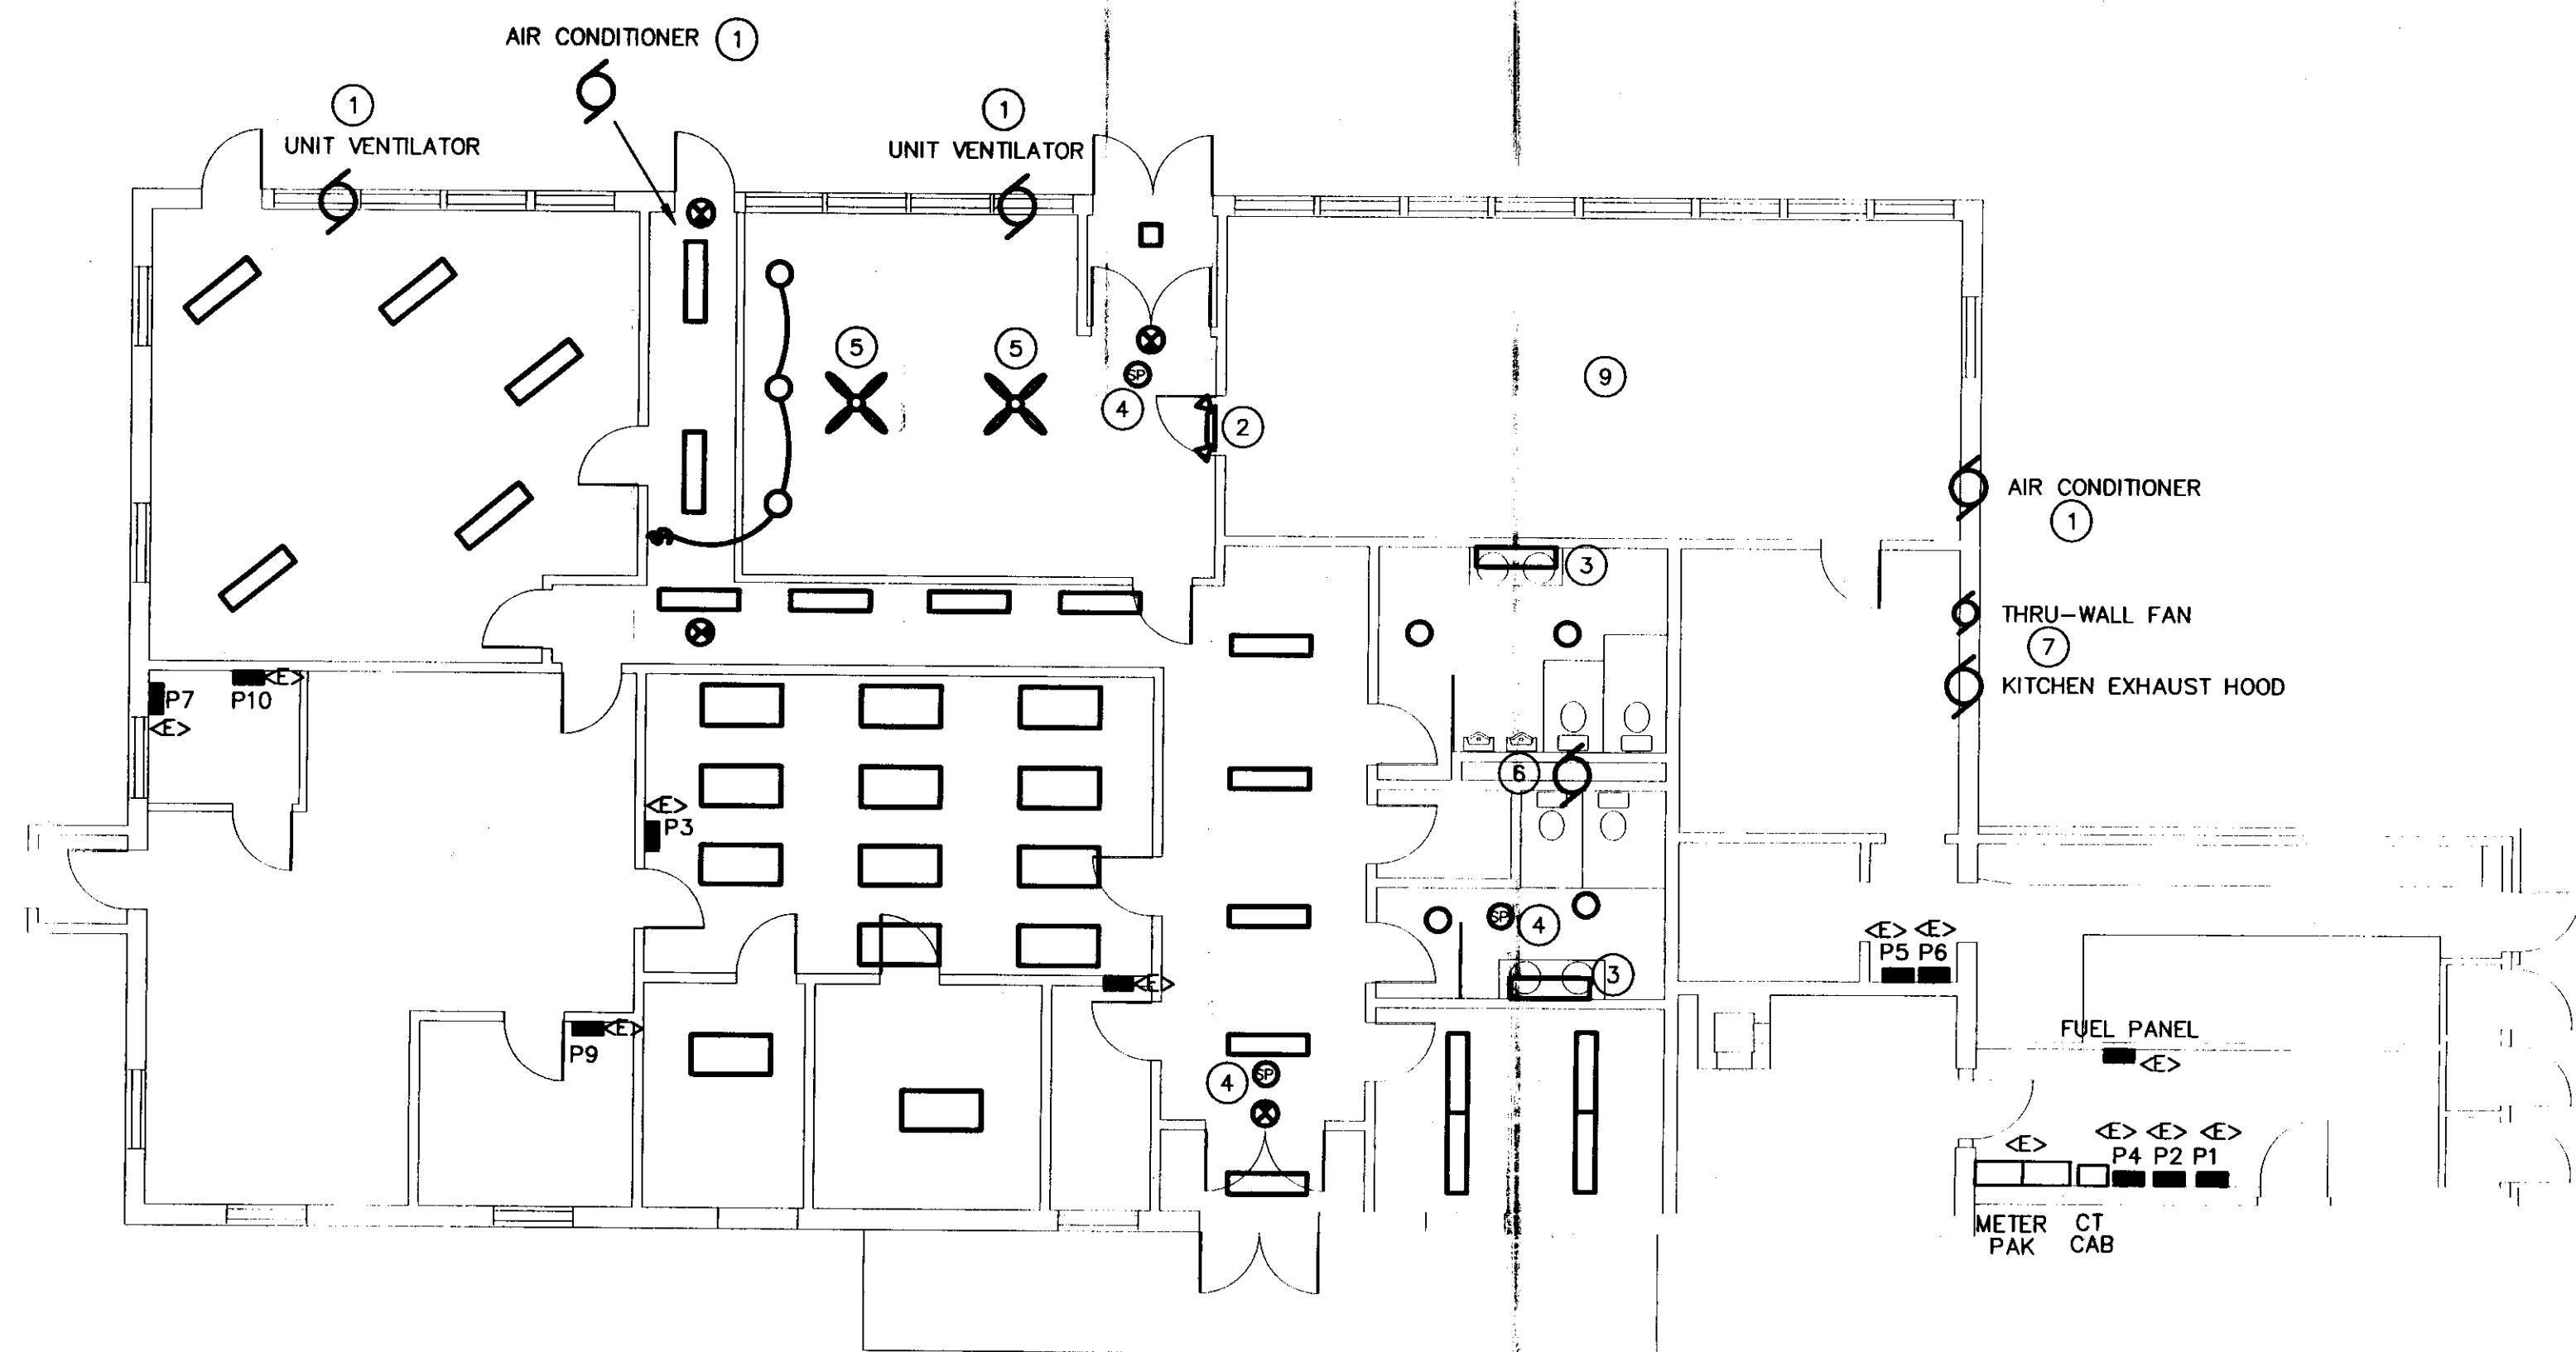 AIR CONDITIONER 1
1
UNIT VENTILATOR
1
UNIT VENTILATOR
5
5
SP
4
2
9
AIR CONDITIONER
1
3
THRU-WALL FAN
7
KITCHEN EXHAUST HOOD
<E>
P7
P10
<E>
6
<E>
P3
SP
4
3
<E> <E>
P5 P6
<E>
<E>
P9
FUEL PANEL
<E>
4
SP
<E>
<E> <E> <E>
P4 P2 P1
METER PAK
CT CAB